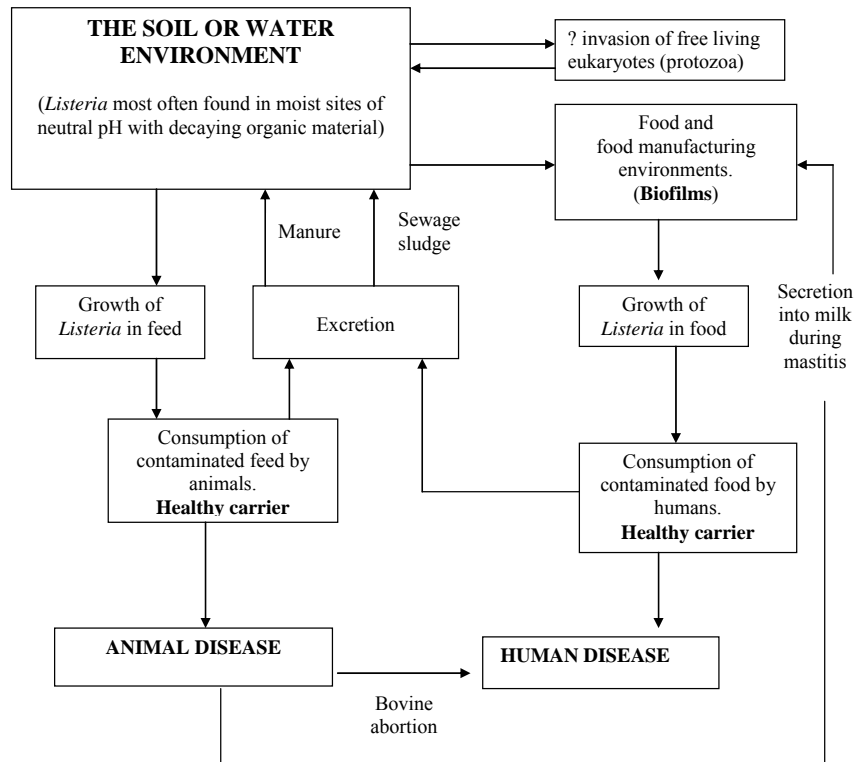 THE SOIL OR WATER
ENVIRONMENT
(Listeria most often found in moist sites of
neutral pH with decaying organic material)
? invasion of free living
eukaryotes (protozoa)
Food and
food manufacturing
environments.
(Biofilms)
Manure
Sewage
sludge
Growth of
Listeria in feed
Excretion
Growth of
Listeria in food
Secretion
into milk
during
mastitis
Consumption of
contaminated feed by
animals.
Healthy carrier
Consumption of
contaminated food by
humans.
Healthy carrier
ANIMAL DISEASE
HUMAN DISEASE
Bovine
abortion